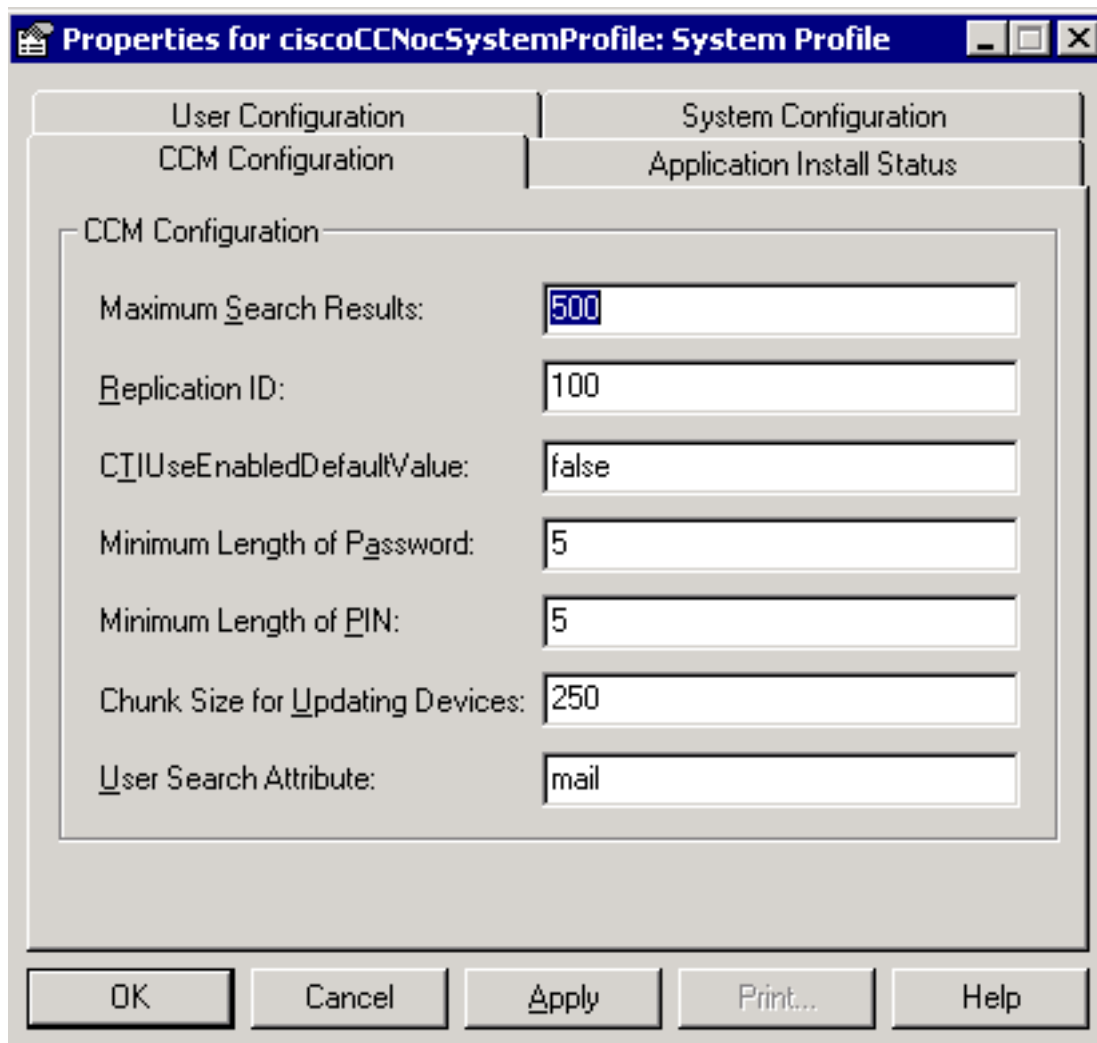 Properties for ciscoCCNocSystemProfile: System Profile
User Configuration
System Configuration
CCM Configuration
Application Install Status
CCM Configuration
Maximum Search Results: 500
Replication ID: 100
CTIUseEnabledDefaultValue: false
Minimum Length of Password: 5
Minimum Length of PIN: 5
Chunk Size for Updating Devices: 250
User Search Attribute: mail
OK Cancel Apply Print... Help